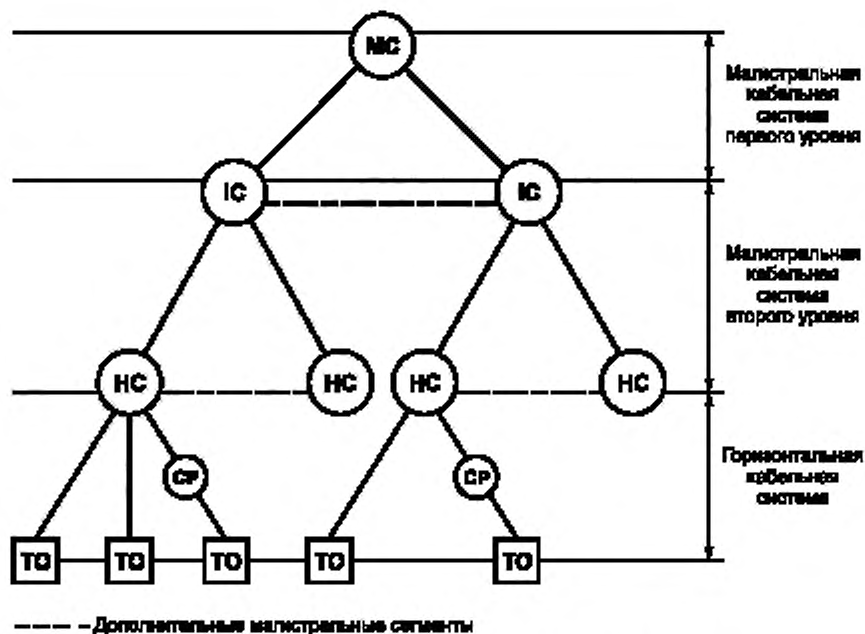 MC
Магистральная
кабельная
система
первого уровня
IC
IC
Магистральная
кабельная
система
второго уровня
HC
HC
HC
HC
Горизонтальная
кабельная
система
CP
CP
TO
TO
TO
TO
TO
- Дополнительные магистральные сегменты